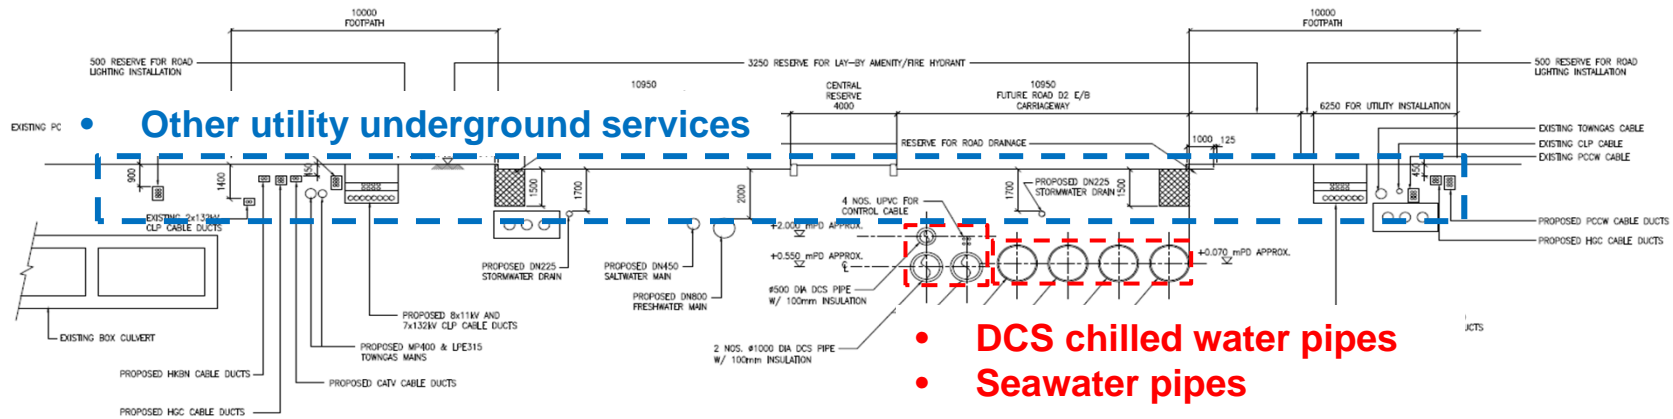 10000
FOOTPATH
10000
FOOTPATH
500 RESERVE FOR ROAD
LIGHTING INSTALLATION
3250 RESERVE FOR LAY-BY AMENITY/FIRE HYDRANT
500 RESERVE FOR ROAD
LIGHTING INSTALLATION
10950
CENTRAL
RESERVE
4000
10950
FUTURE ROAD D2 E/B
CARRIAGEWAY
6250 FOR UTILITY INSTALLATION
EXISTING PC
• Other utility underground services
RESERVE FOR ROAD DRAINAGE
1000
125
EXISTING TOWNGAS CABLE
EXISTING CLP CABLE
EXISTING PCCW CABLE
900
1400
450
1500
1700
2000
1700
1500
450
PROPOSED DN225
STORMWATER DRAIN
4 NOS. UPVC FOR
CONTROL CABLE
EXISTING 2x132kV
CLP CABLE DUCTS
+2.000 mPD APPROX.
+0.550 mPD APPROX.
+0.070 mPD APPROX.
PROPOSED PCCW CABLE DUCTS
PROPOSED HGC CABLE DUCTS
PROPOSED DN225
STORMWATER DRAIN
PROPOSED DN450
SALTWATER MAIN
PROPOSED DN800
FRESHWATER MAIN
ø500 DIA DCS PIPE
W/ 100mm INSULATION
PROPOSED 8x11kV AND
7x132kV CLP CABLE DUCTS
EXISTING BOX CULVERT
PROPOSED MP400 & LPE315
TOWNGAS MAINS
2 NOS. ø1000 DIA DCS PIPE
W/ 100mm INSULATION
PROPOSED HKBN CABLE DUCTS
PROPOSED CATV CABLE DUCTS
PROPOSED HGC CABLE DUCTS
UCTS
• DCS chilled water pipes
• Seawater pipes